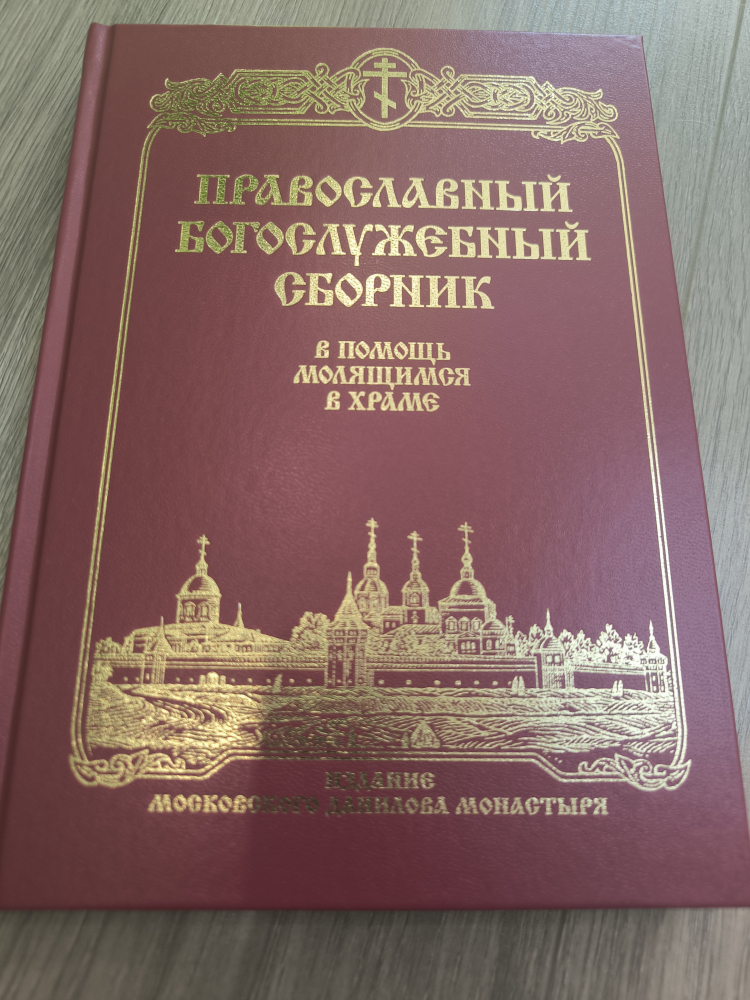 ПРАВОСЛАВНЫЙ
БОГОСЛУЖЕБНЫЙ
СБОРНИК
В ПОМОЩЬ
МОЛЯЩИМСЯ
В ХРАМЕ
ИЗДАНИЕ
МОСКОВСКОГО ДАНИЛОВА МОНАСТЫРЯ